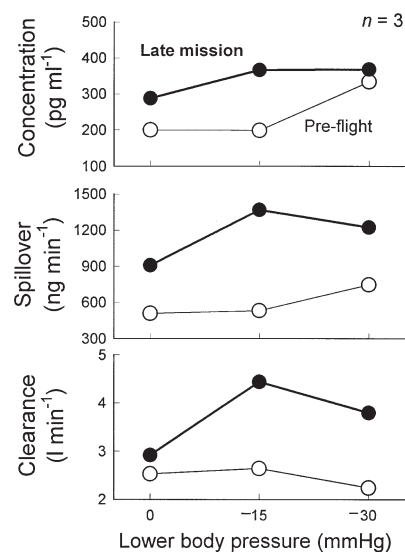 n = 3
500
400
300
200
100
Concentration
(pg ml⁻¹)
Late mission
Pre-flight
1500
1200
900
600
300
Spillover
(ng min⁻¹)
5
4
3
2
Clearance
(l min⁻¹)
0 −15 −30
Lower body pressure (mmHg)